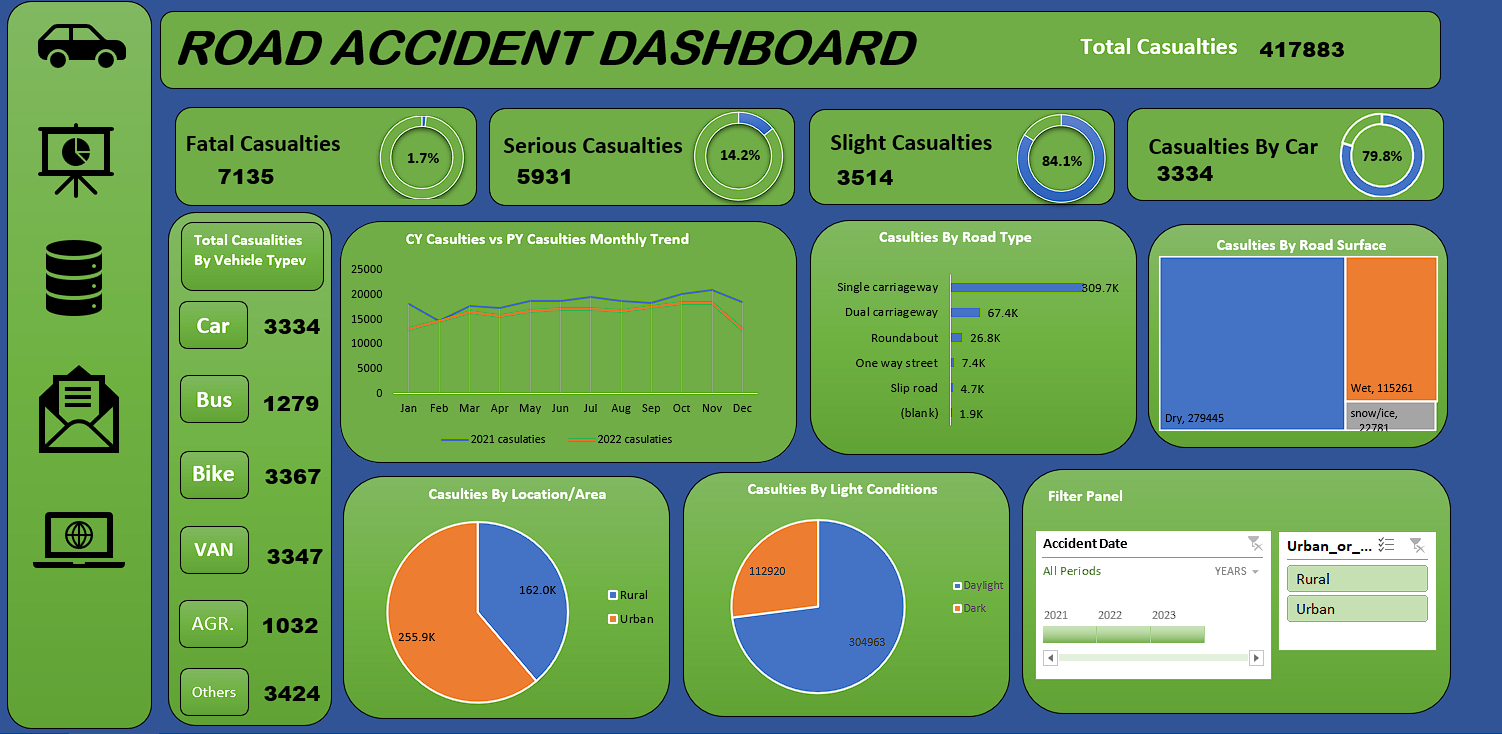 ROAD ACCIDENT DASHBOARD
Total Casualties 417883
Fatal Casualties
7135
1.7%
Serious Casualties
5931
14.2%
Slight Casualties
3514
84.1%
Casualties By Car
3334
79.8%
Total Casualities
By Vehicle Typev
Car 3334
Bus 1279
Bike 3367
VAN 3347
AGR. 1032
Others 3424
CY Casulties vs PY Casulties Monthly Trend
25000
20000
15000
10000
5000
0
Jan Feb Mar Apr May Jun Jul Aug Sep Oct Nov Dec
2021 casulaties 2022 casulaties
Casulties By Road Type
Single carriageway 309.7K
Dual carriageway 67.4K
Roundabout 26.8K
One way street 7.4K
Slip road 4.7K
(blank) 1.9K
Casulties By Road Surface
Dry, 279445
Wet, 115261
snow/ice,
22781
Casulties By Location/Area
162.0K
255.9K
Rural
Urban
Casulties By Light Conditions
112920
304963
Daylight
Dark
Filter Panel
Accident Date
All Periods YEARS
2021 2022 2023
Urban_or_...
Rural
Urban